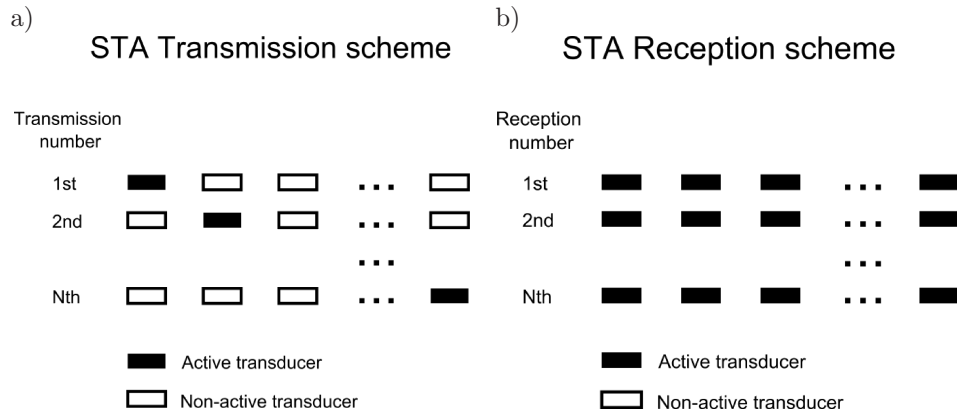 a)
STA Transmission scheme
Transmission
number
1st
...
2nd
...
...
Nth
...
Active transducer
Non-active transducer
b)
STA Reception scheme
Reception
number
1st
...
2nd
...
...
Nth
...
Active transducer
Non-active transducer